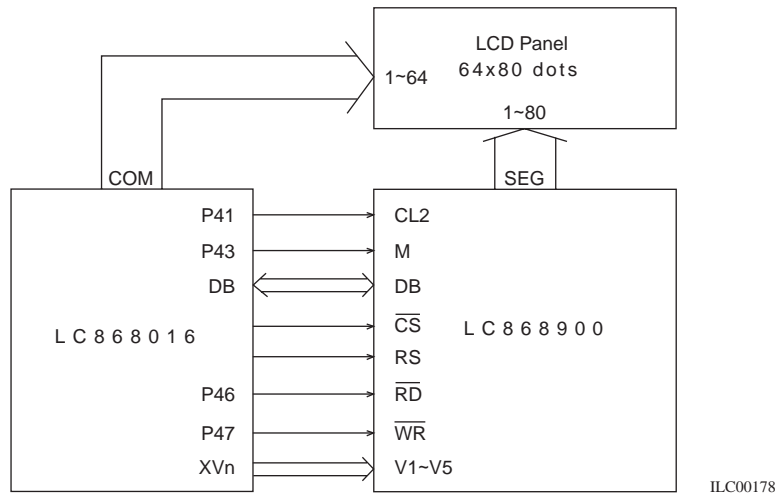 LCD Panel
64x80 dots
1~64
1~80
COM
SEG
P41
CL2
P43
M
DB
DB
LC868016
CS
LC868900
RS
P46
RD
P47
WR
XVn
V1~V5
ILC00178